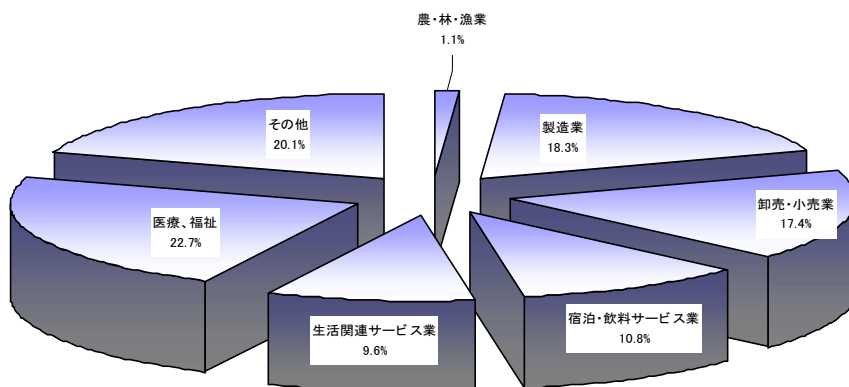 農・林・漁業
1.1%
製造業
18.3%
卸売・小売業
17.4%
宿泊・飲料サービス業
10.8%
生活関連サービス業
9.6%
医療、福祉
22.7%
その他
20.1%